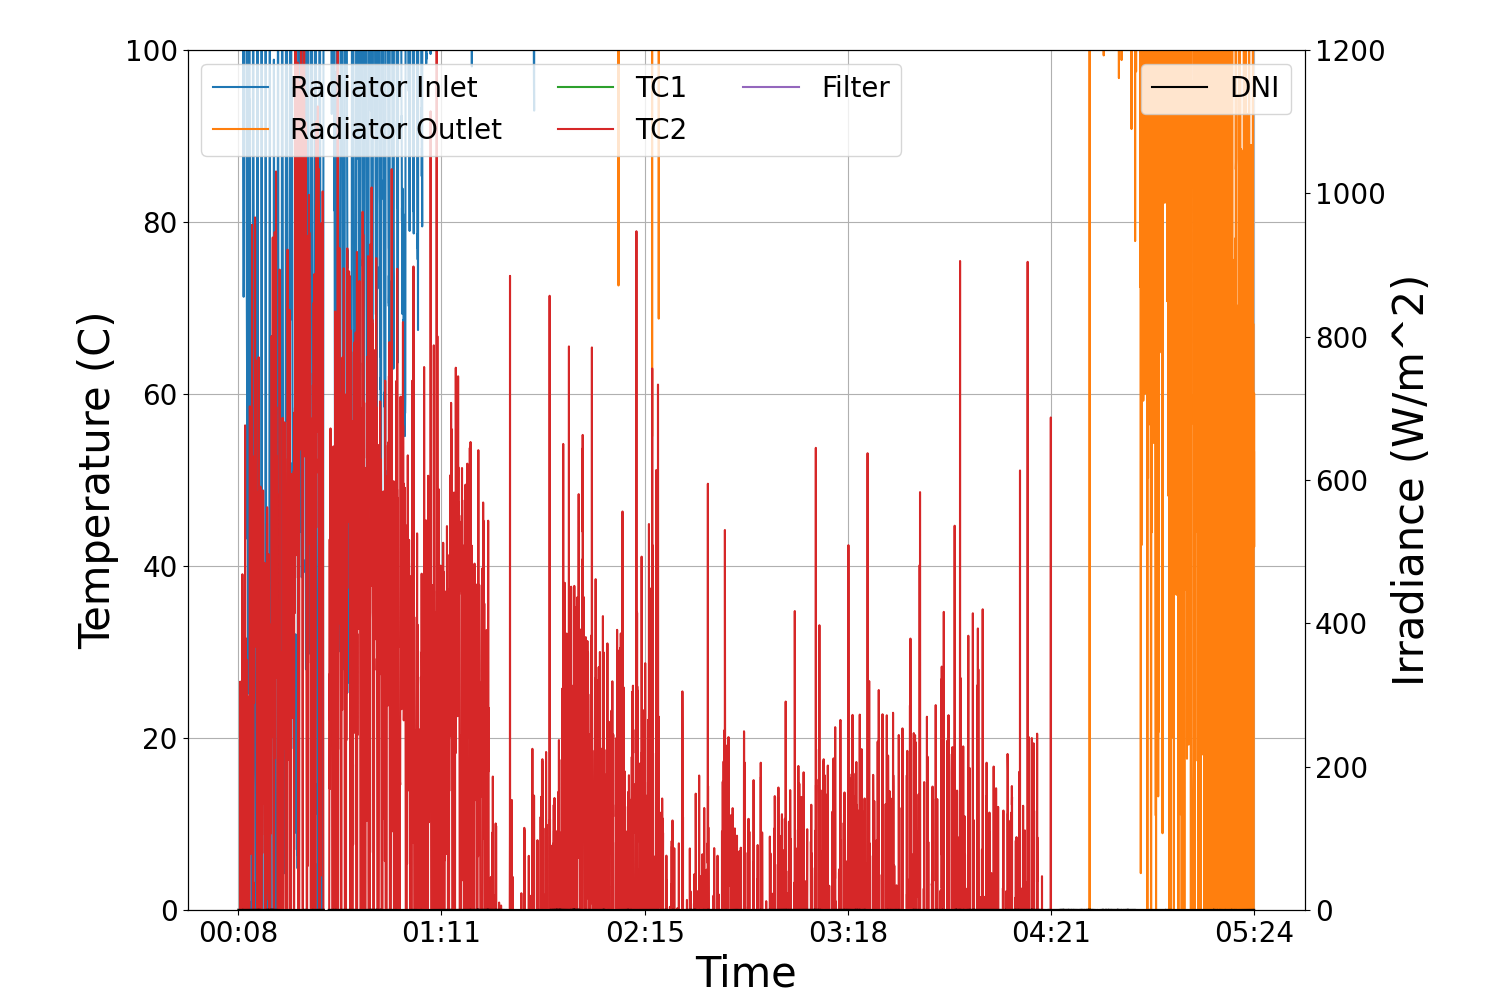 100
80
60
40
20
0
Temperature (C)
Radiator Inlet
Radiator Outlet
TC1
TC2
Filter
DNI
1200
1000
800
600
400
200
0
Irradiance (W/m^2)
00:08
01:11
02:15
03:18
04:21
05:24
Time